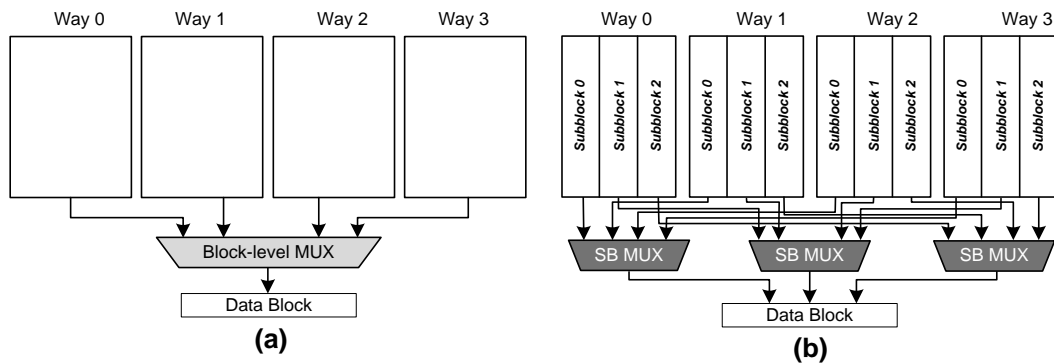 Way 0 Way 1 Way 2 Way 3
Block-level MUX
Data Block
(a)
Way 0 Way 1 Way 2 Way 3
Subblock 0 Subblock 1 Subblock 2 Subblock 0 Subblock 1 Subblock 2 Subblock 0 Subblock 1 Subblock 2 Subblock 0 Subblock 1 Subblock 2
SB MUX SB MUX SB MUX
Data Block
(b)